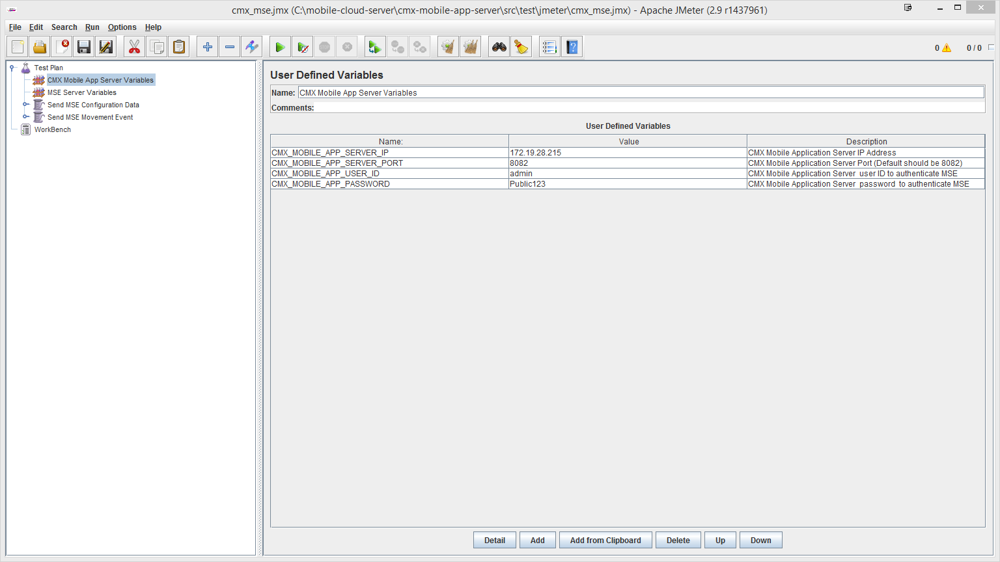 cmx_mse.jmx (C:\mobile-cloud-server\cmx-mobile-app-server\src\test\jmeter\cmx_mse.jmx) - Apache JMeter (2.9 r1437961)
File Edit Search Run Options Help
0 0 / 0
Test Plan
CMX Mobile App Server Variables
MSE Server Variables
Send MSE Configuration Data
Send MSE Movement Event
WorkBench
User Defined Variables
Name: CMX Mobile App Server Variables
Comments:
User Defined Variables
Name: Value Description
CMX_MOBILE_APP_SERVER_IP 172.19.28.215 CMX Mobile Application Server IP Address
CMX_MOBILE_APP_SERVER_PORT 8082 CMX Mobile Application Server Port (Default should be 8082)
CMX_MOBILE_APP_USER_ID admin CMX Mobile Application Server user ID to authenticate MSE
CMX_MOBILE_APP_PASSWORD Public123 CMX Mobile Application Server password to authenticate MSE
Detail Add Add from Clipboard Delete Up Down